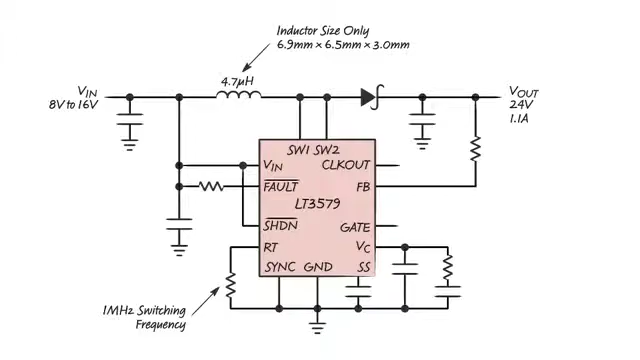 Inductor Size Only
6.9mm × 6.5mm × 3.0mm
4.7µH
VIN
8V to 16V
VOUT
24V
1.1A
SW1 SW2
VIN
CLKOUT
FAULT
FB
LT3579
SHDN
GATE
RT
VC
SYNC GND SS
1MHz Switching
Frequency